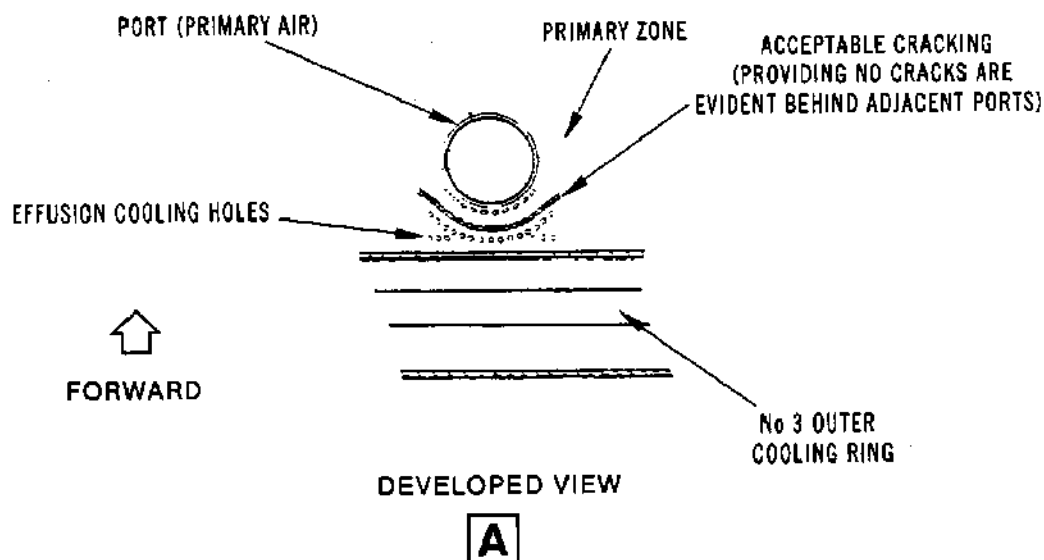 PORT (PRIMARY AIR)
PRIMARY ZONE
ACCEPTABLE CRACKING
(PROVIDING NO CRACKS ARE
EVIDENT BEHIND ADJACENT PORTS)
EFFUSION COOLING HOLES
FORWARD
No 3 OUTER
COOLING RING
DEVELOPED VIEW
A